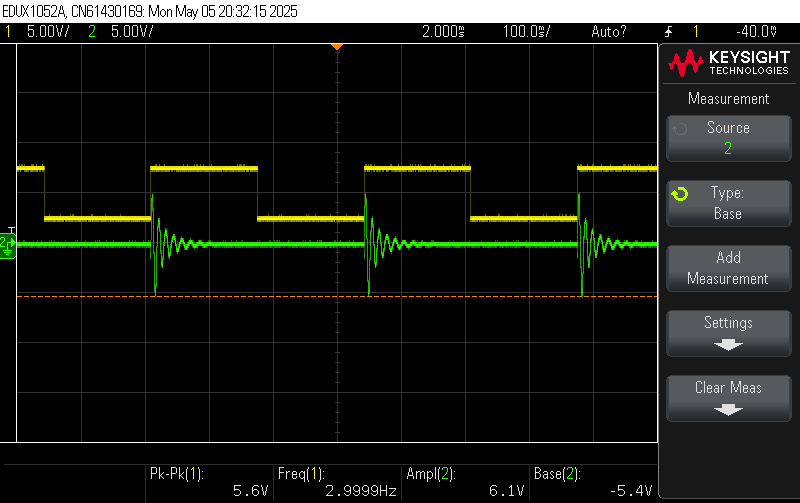 EDUX1052A, CN61430169: Mon May 05 20:32:15 2025
1 5.00V/ 2 5.00V/ 2.000s 100.0s/ Auto? 1 -40.0V
KEYSIGHT
TECHNOLOGIES
Measurement
Source
2
Type:
Base
Add
Measurement
Settings
Clear Meas
T
2
Pk-Pk(1): Freq(1): Ampl(2): Base(2):
5.6V 2.9999Hz 6.1V -5.4V